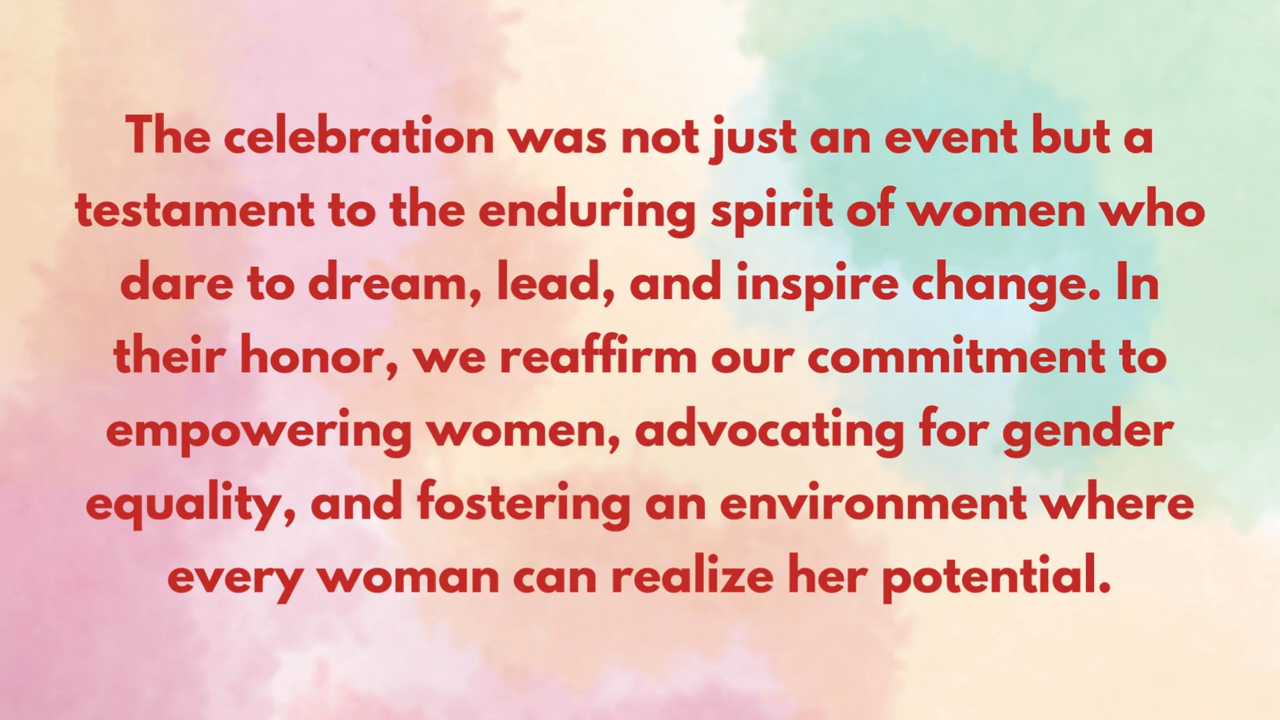 The celebration was not just an event but a
testament to the enduring spirit of women who
dare to dream, lead, and inspire change. In
their honor, we reaffirm our commitment to
empowering women, advocating for gender
equality, and fostering an environment where
every woman can realize her potential.